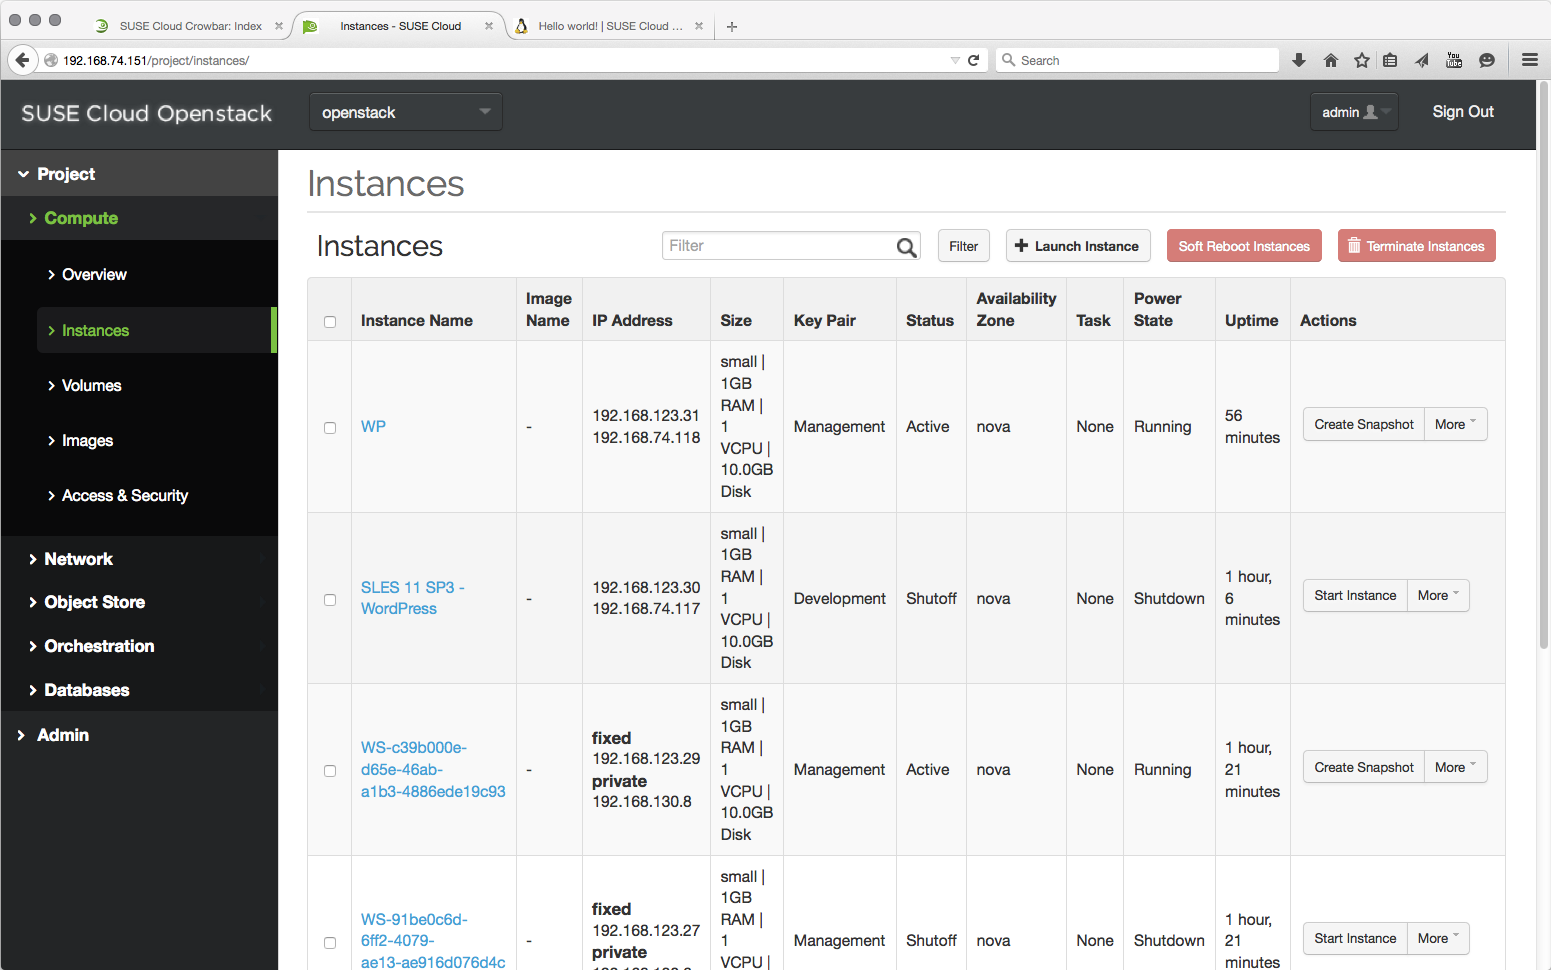 SUSE Cloud Crowbar: Index
Instances - SUSE Cloud
Hello world! | SUSE Cloud ...
192.168.74.151/project/instances/
Search
You
Tube
SUSE Cloud Openstack
openstack
admin
Sign Out
Project
Compute
Overview
Instances
Volumes
Images
Access & Security
Network
Object Store
Orchestration
Databases
Admin
Instances
Instances
Filter
Filter
Launch Instance
Soft Reboot Instances
Terminate Instances
Instance Name
Image
Name
IP Address
Size
Key Pair
Status
Availability
Zone
Task
Power
State
Uptime
Actions
WP
-
192.168.123.31
192.168.74.118
small |
1GB
RAM |
1
VCPU |
10.0GB
Disk
Management
Active
nova
None
Running
56
minutes
Create Snapshot
More
SLES 11 SP3 -
WordPress
-
192.168.123.30
192.168.74.117
small |
1GB
RAM |
1
VCPU |
10.0GB
Disk
Development
Shutoff
nova
None
Shutdown
1 hour,
6
minutes
Start Instance
More
WS-c39b000e-
d65e-46ab-
a1b3-4886ede19c93
-
fixed
192.168.123.29
private
192.168.130.8
small |
1GB
RAM |
1
VCPU |
10.0GB
Disk
Management
Active
nova
None
Running
1 hour,
21
minutes
Create Snapshot
More
WS-91be0c6d-
6ff2-4079-
ae13-ae916d076d4c
-
fixed
192.168.123.27
private
small |
1GB
RAM |
1
VCPU |
Management
Shutoff
nova
None
Shutdown
1 hour,
21
minutes
Start Instance
More